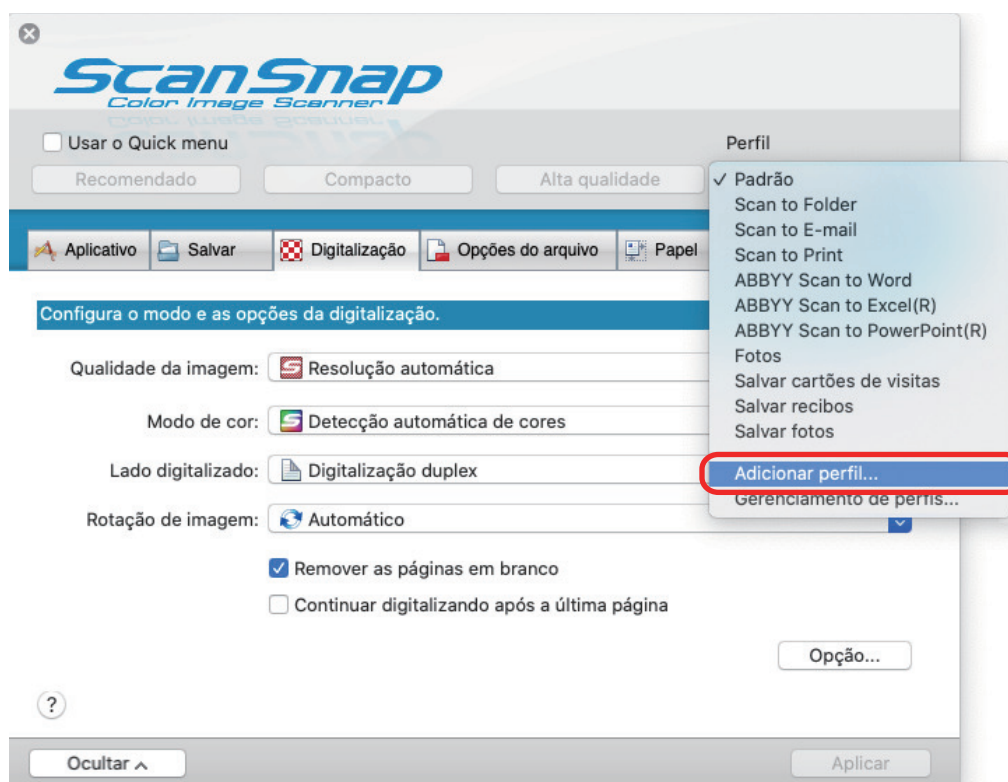 ScanSnap
Color Image Scanner
Usar o Quick menu
Perfil
Recomendado
Compacto
Alta qualidade
✓ Padrão
Scan to Folder
Scan to E-mail
Scan to Print
ABBYY Scan to Word
ABBYY Scan to Excel(R)
ABBYY Scan to PowerPoint(R)
Fotos
Salvar cartões de visitas
Salvar recibos
Salvar fotos
Adicionar perfil...
Gerenciamento de perfis...
Aplicativo
Salvar
Digitalização
Opções do arquivo
Papel
Configura o modo e as opções da digitalização.
Qualidade da imagem: Resolução automática
Modo de cor: Detecção automática de cores
Lado digitalizado: Digitalização duplex
Rotação de imagem: Automático
Remover as páginas em branco
Continuar digitalizando após a última página
Opção...
?
Ocultar
Aplicar